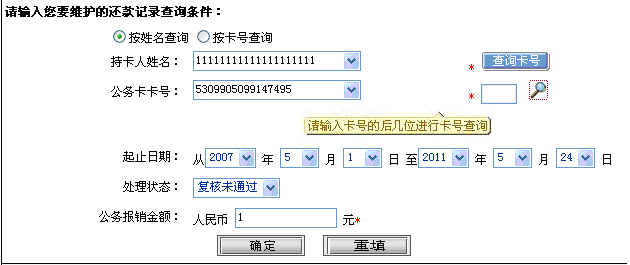 请输入您要维护的还款记录查询条件：
按姓名查询 按卡号查询
持卡人姓名： 11111111111111111111 * 查询卡号
公务卡卡号： 5309905099147495 *
请输入卡号的后几位进行卡号查询
起止日期： 从 2007 年 5 月 1 日 至 2011 年 5 月 24 日
处理状态： 复核未通过
公务报销金额： 人民币 1 元*
确定 重填